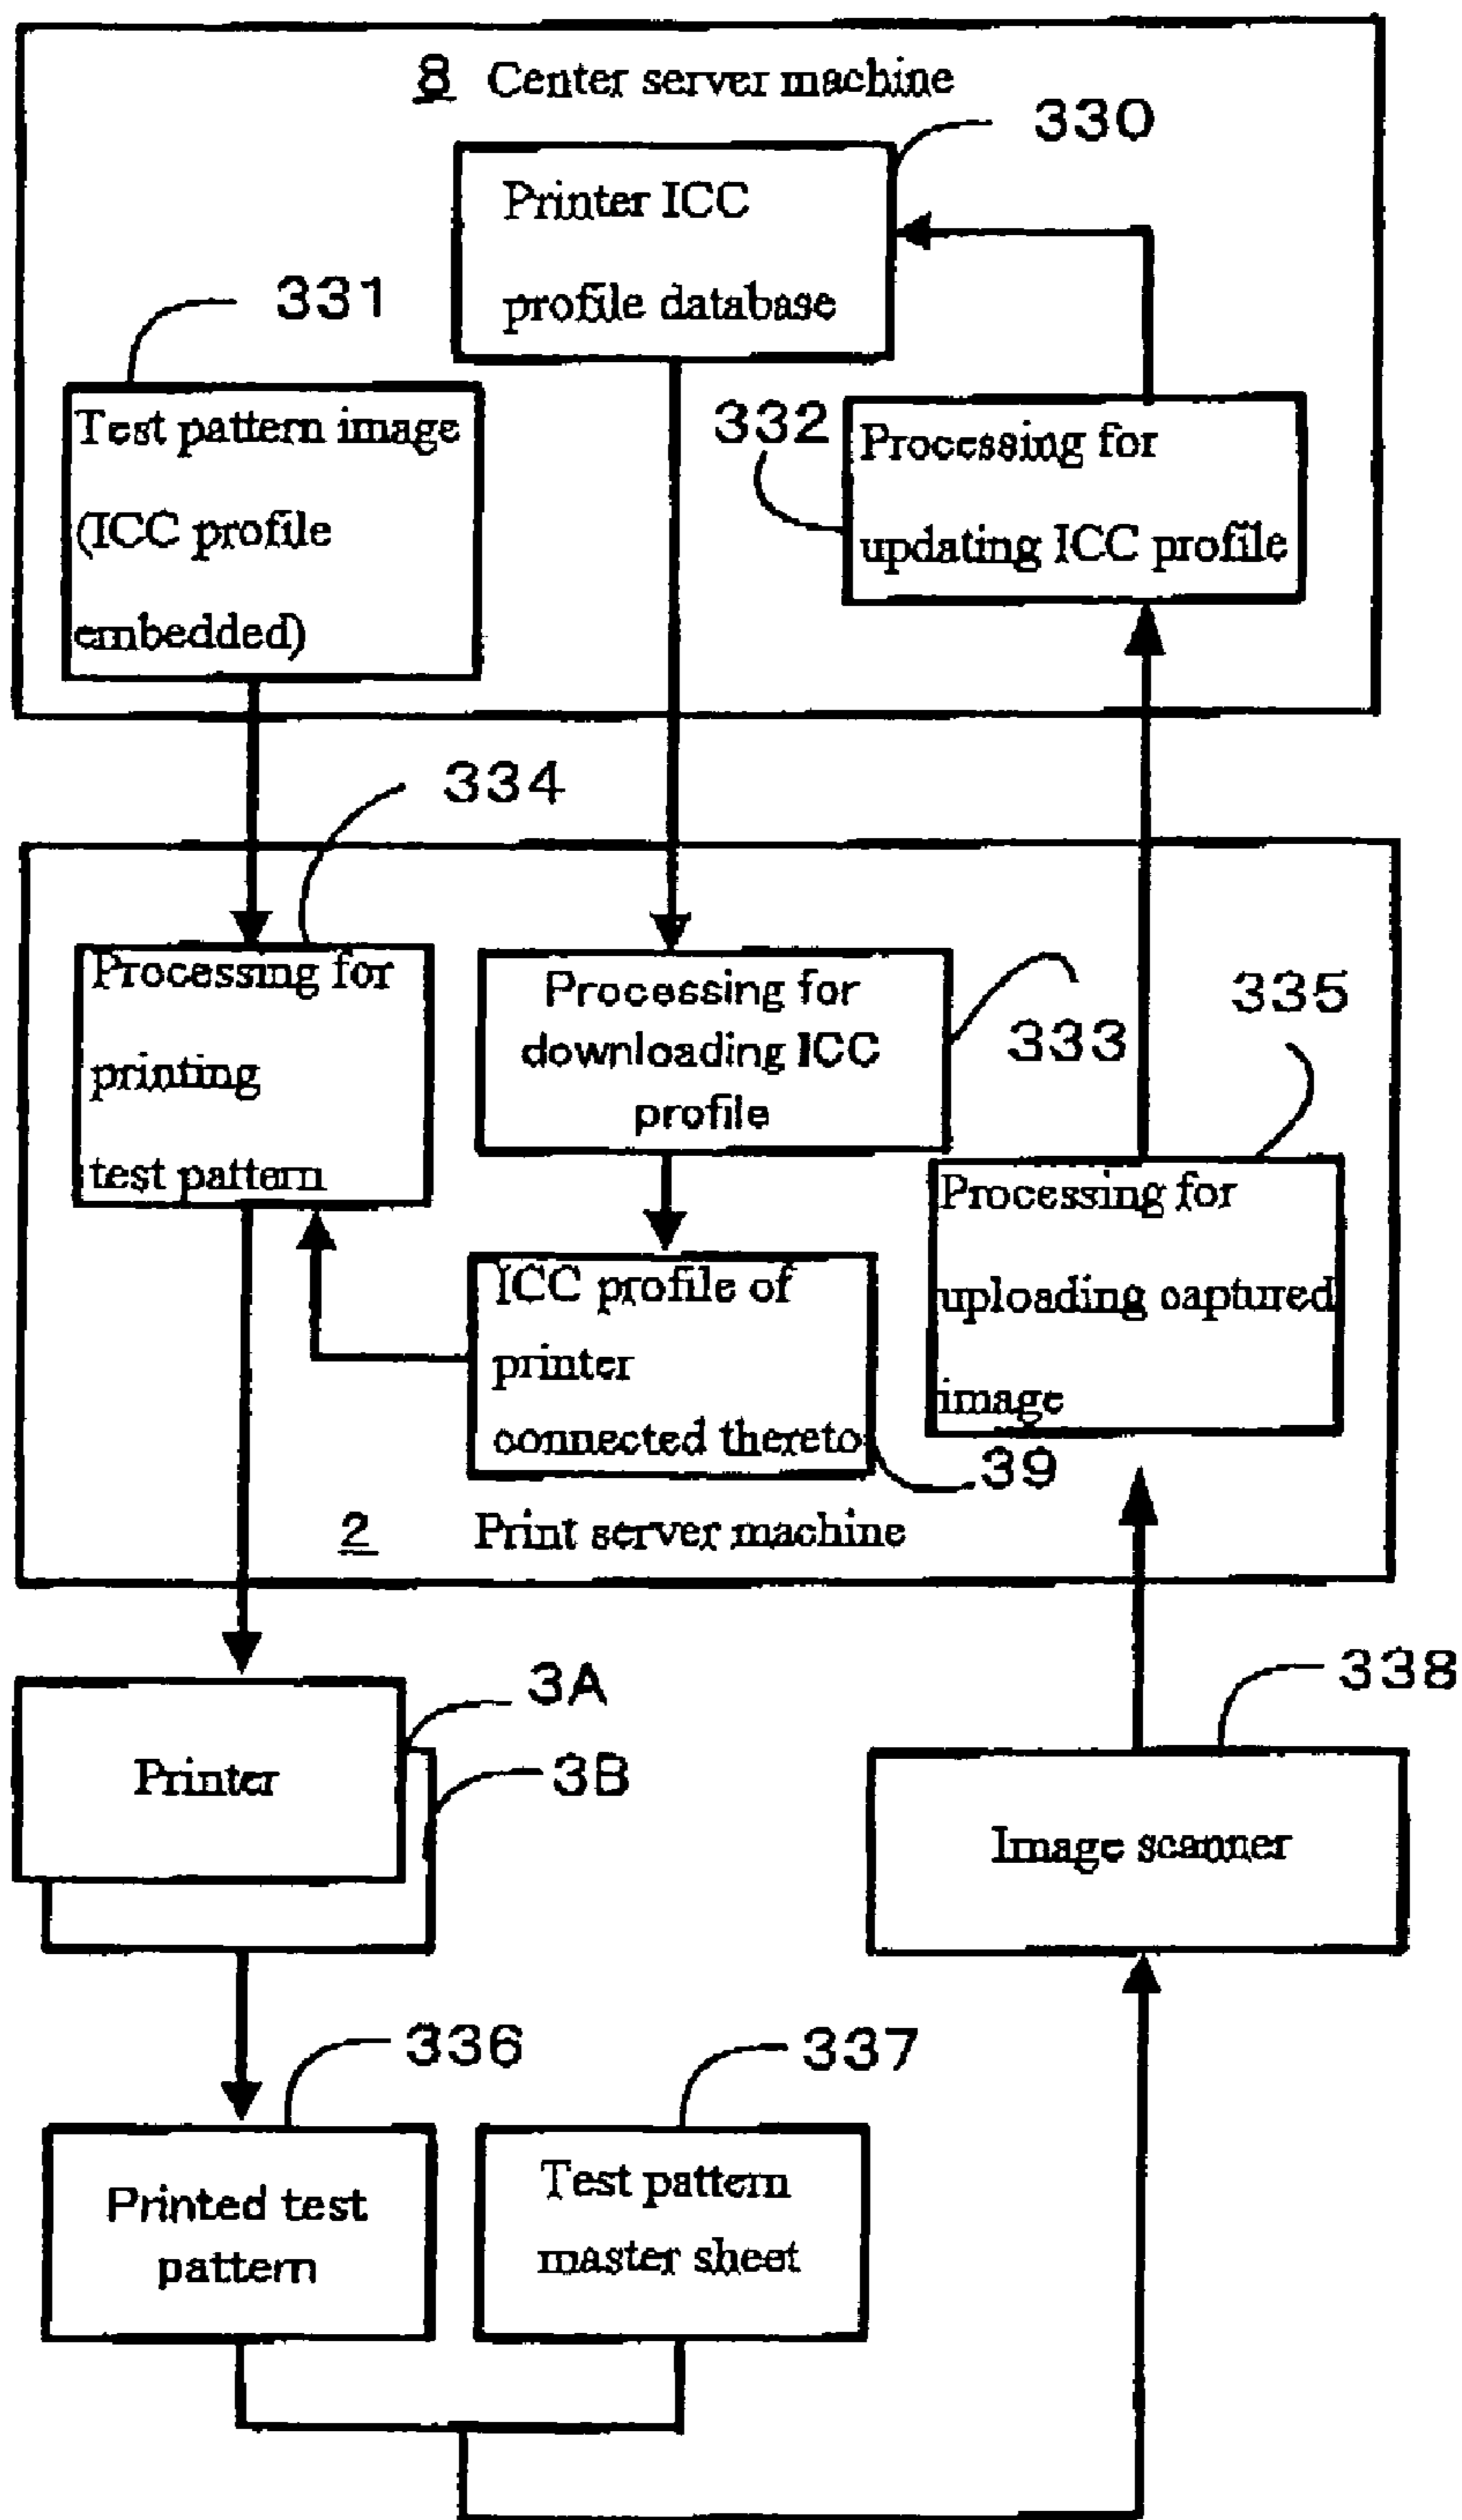 8 Center server machine
330
Printer ICC
profile database
331
Test pattern image
(ICC profile
embedded)
332
Processing for
updating ICC profile
334
Processing for
printing
test pattern
Processing for
downloading ICC
profile
333
335
Processing for
uploading captured
image
ICC profile of
printer
connected thereto
39
2 Print server machine
3A
Printer
3B
338
Image scanner
336
337
Printed test
pattern
Test pattern
master sheet